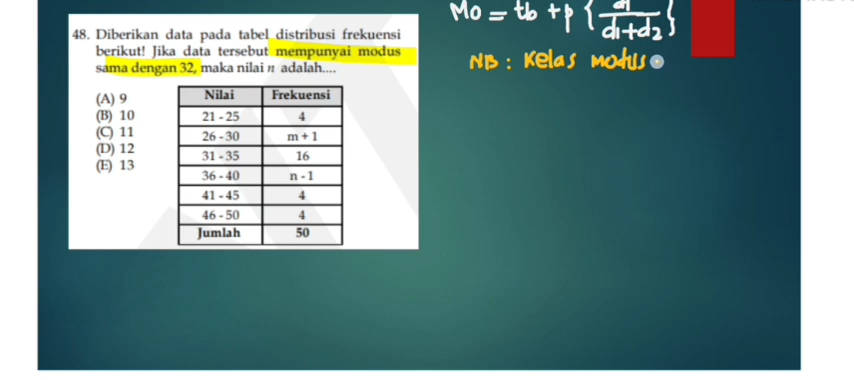 48. Diberikan data pada tabel distribusi frekuensi
berikut! Jika data tersebut mempunyai modus
sama dengan 32, maka nilai n adalah....
(A) 9
(B) 10
(C) 11
(D) 12
(E) 13
Nilai Frekuensi
21 - 25 4
26 - 30 m + 1
31 - 35 16
36 - 40 n - 1
41 - 45 4
46 - 50 4
Jumlah 50
Mo = tb + p { d1 / d1+d2 }
NB : Kelas Modus